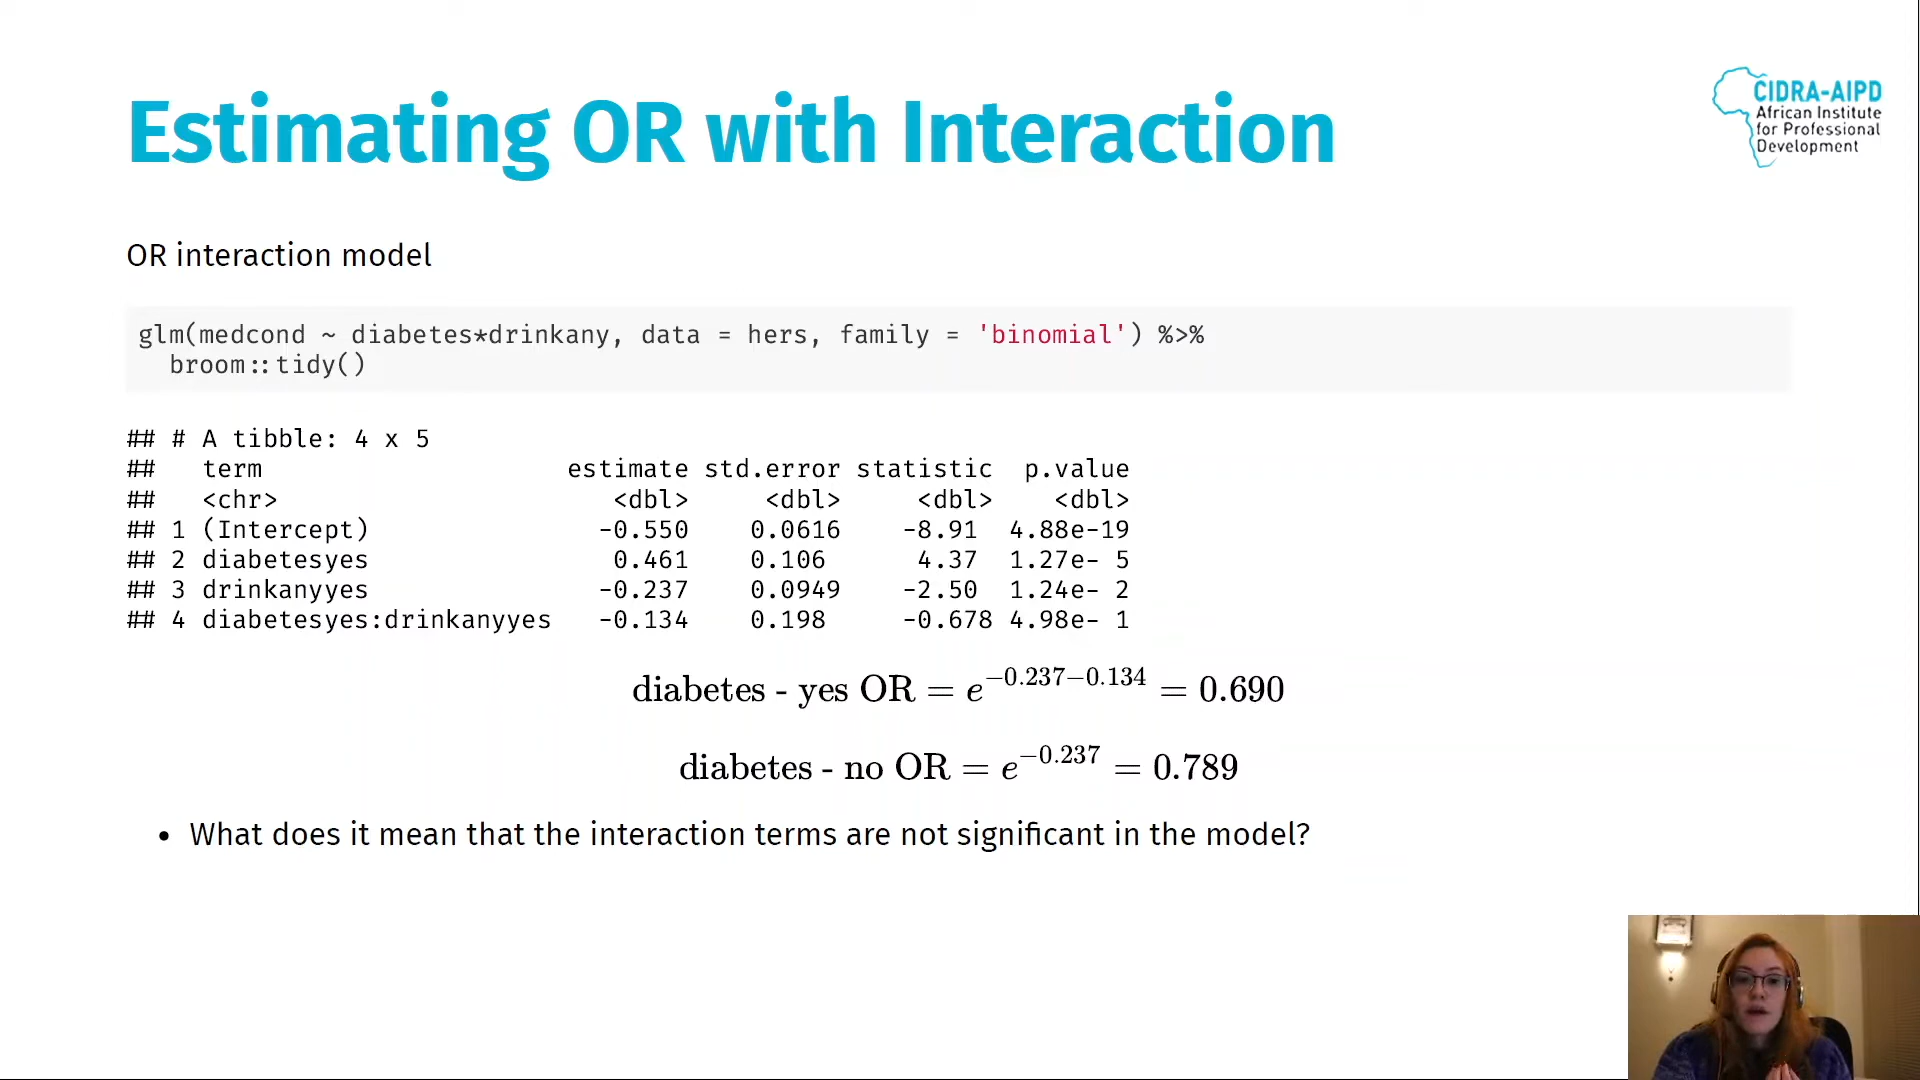 Estimating OR with Interaction
CIDRA-AIPD
African Institute
for Professional
Development
OR interaction model
glm(medcond ~ diabetes*drinkany, data = hers, family = 'binomial') %>%
broom::tidy()
## # A tibble: 4 x 5
## term estimate std.error statistic p.value
## <chr> <dbl> <dbl> <dbl> <dbl>
## 1 (Intercept) -0.550 0.0616 -8.91 4.88e-19
## 2 diabetesyes 0.461 0.106 4.37 1.27e- 5
## 3 drinkanyyes -0.237 0.0949 -2.50 1.24e- 2
## 4 diabetesyes:drinkanyyes -0.134 0.198 -0.678 4.98e- 1
diabetes - yes OR = e^{−0.237−0.134} = 0.690
diabetes - no OR = e^{−0.237} = 0.789
• What does it mean that the interaction terms are not significant in the model?